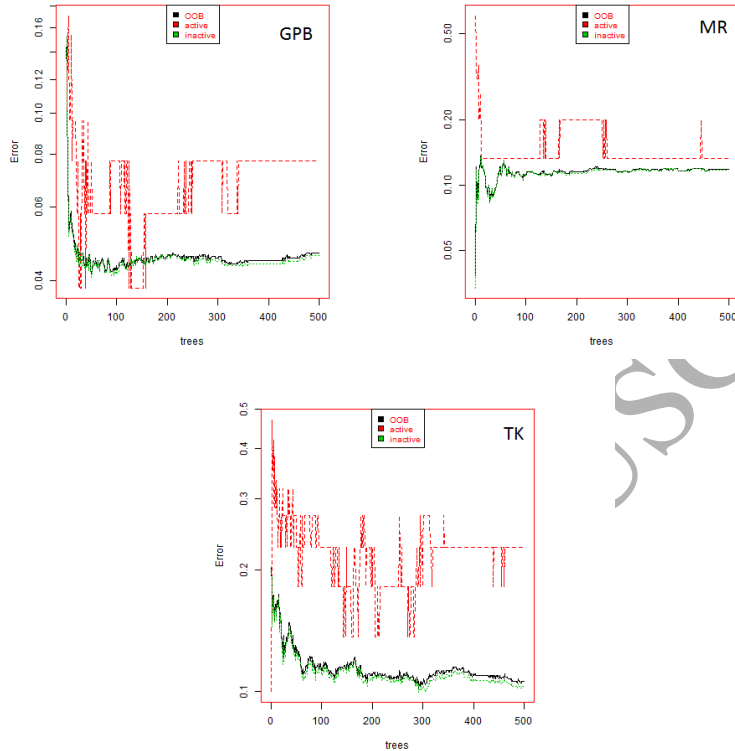 OOB
active
inactive
GPB
0.16
0.14
0.12
0.10
0.08
0.06
0.04
Error
0 100 200 300 400 500
trees
OOB
active
inactive
MR
0.50
0.20
0.10
0.05
Error
0 100 200 300 400 500
trees
OOB
active
inactive
TK
0.5
0.4
0.3
0.2
0.1
Error
0 100 200 300 400 500
trees